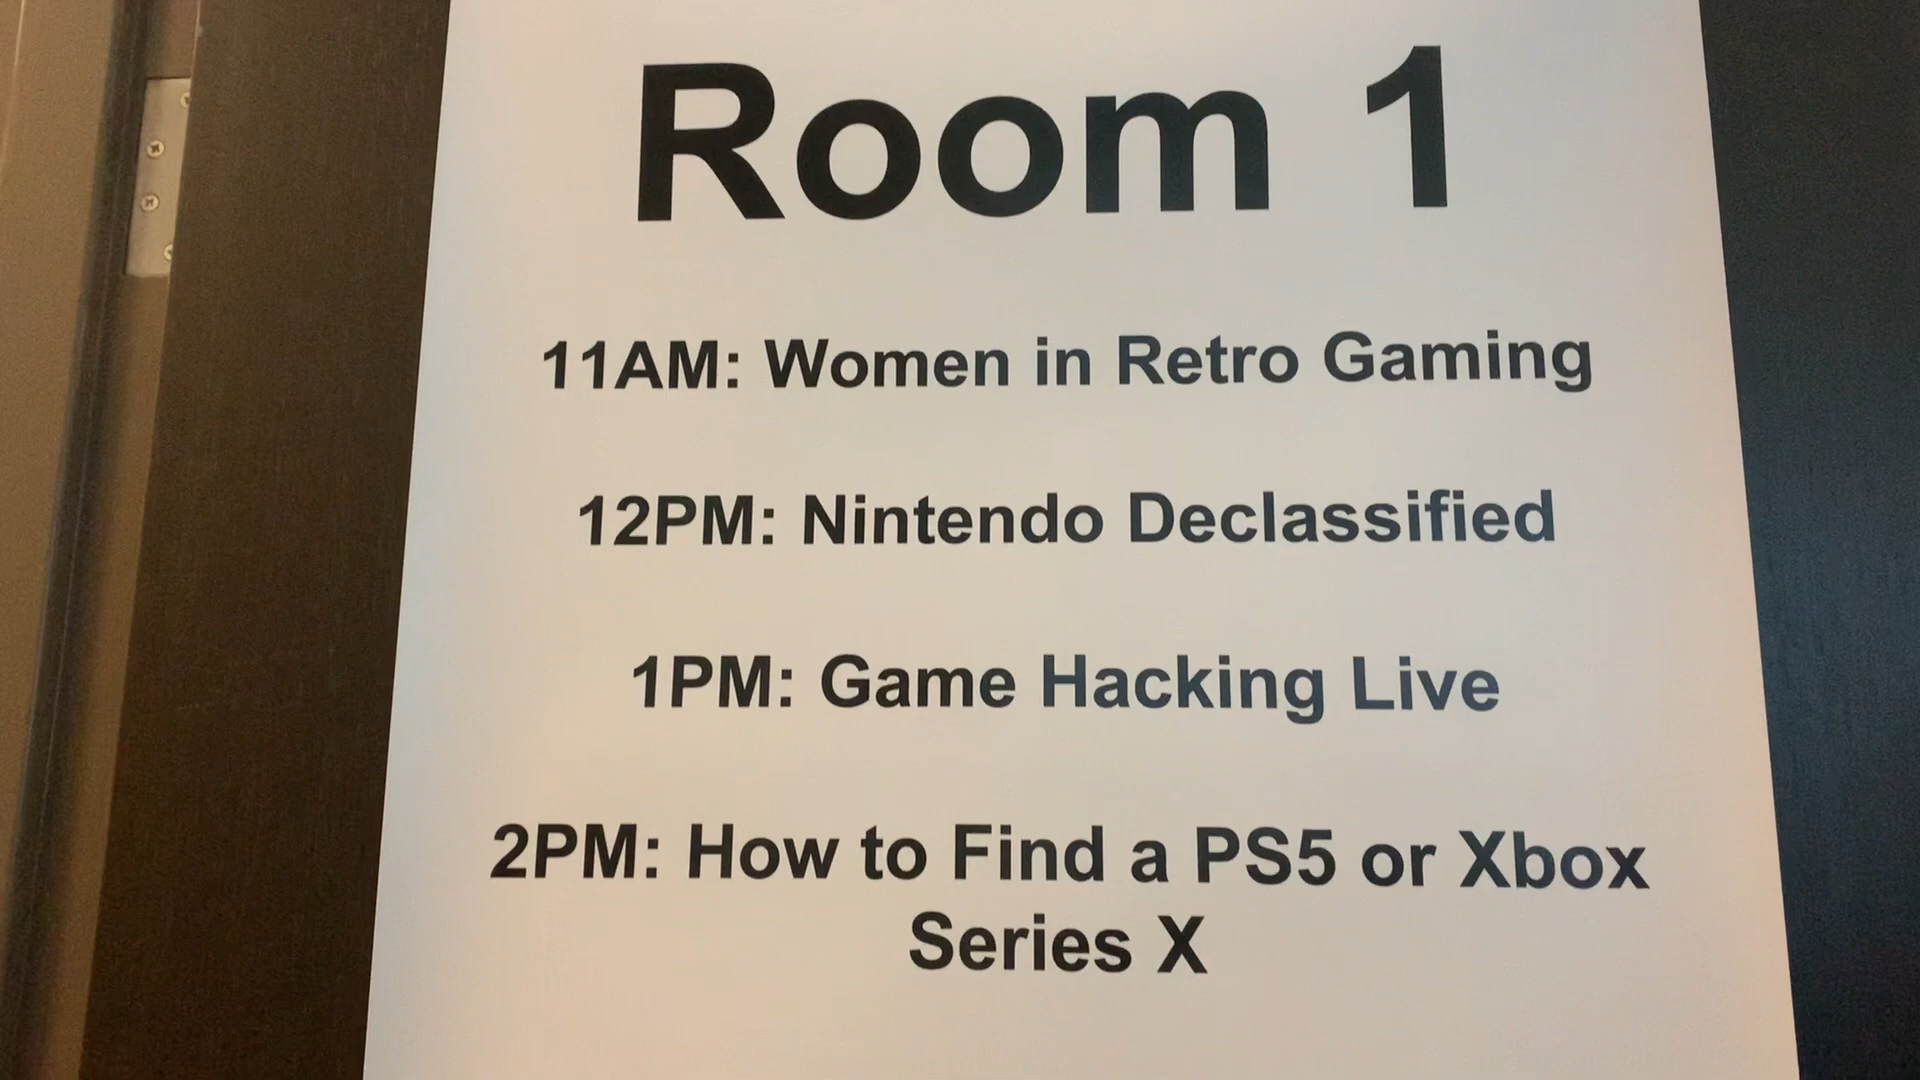 Room 1
11AM: Women in Retro Gaming
12PM: Nintendo Declassified
1PM: Game Hacking Live
2PM: How to Find a PS5 or Xbox
Series X